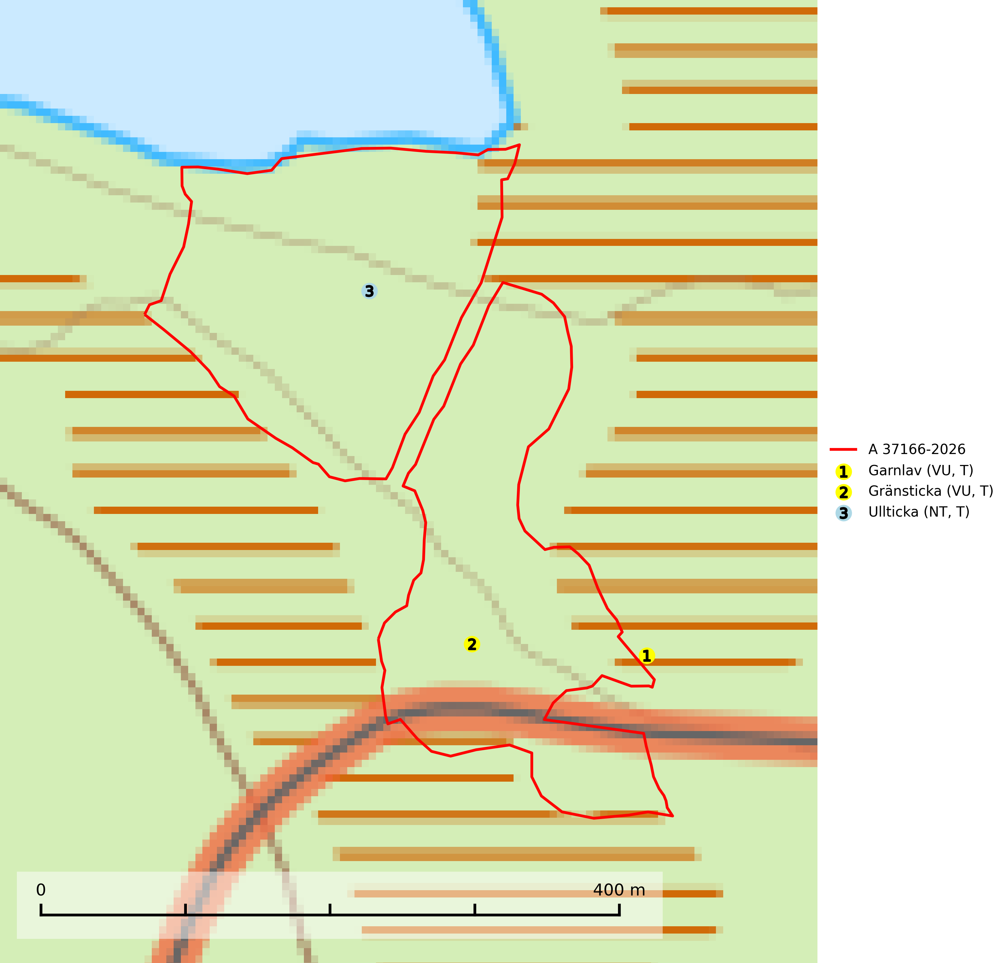 3
2
1
0 400 m
A 37166-2026
1 Garnlav (VU, T)
2 Gränsticka (VU, T)
3 Ullticka (NT, T)